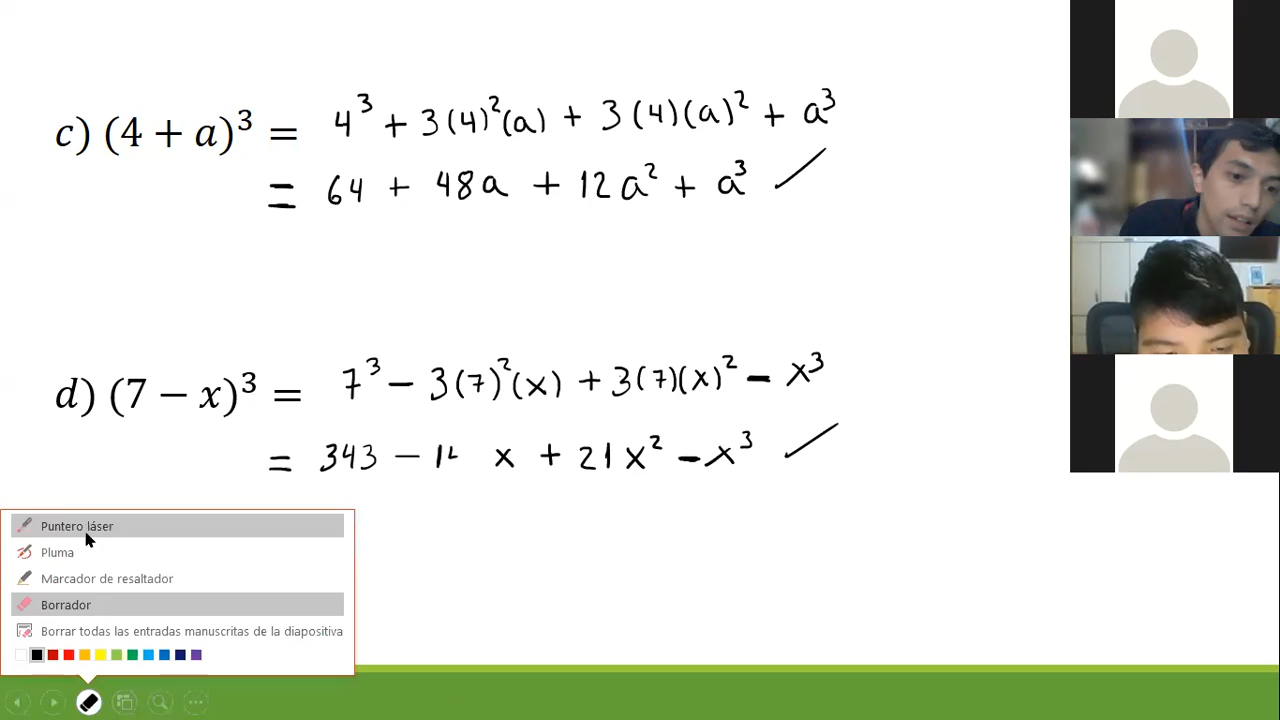 c) (4 + a)³ = 4³ + 3(4)²(a) + 3(4)(a)² + a³
= 64 + 48a + 12a² + a³
d) (7 − x)³ = 7³ − 3(7)²(x) + 3(7)(x)² − x³
= 343 − 14 x + 21x² − x³
Puntero láser
Pluma
Marcador de resaltador
Borrador
Borrar todas las entradas manuscritas de la diapositiva